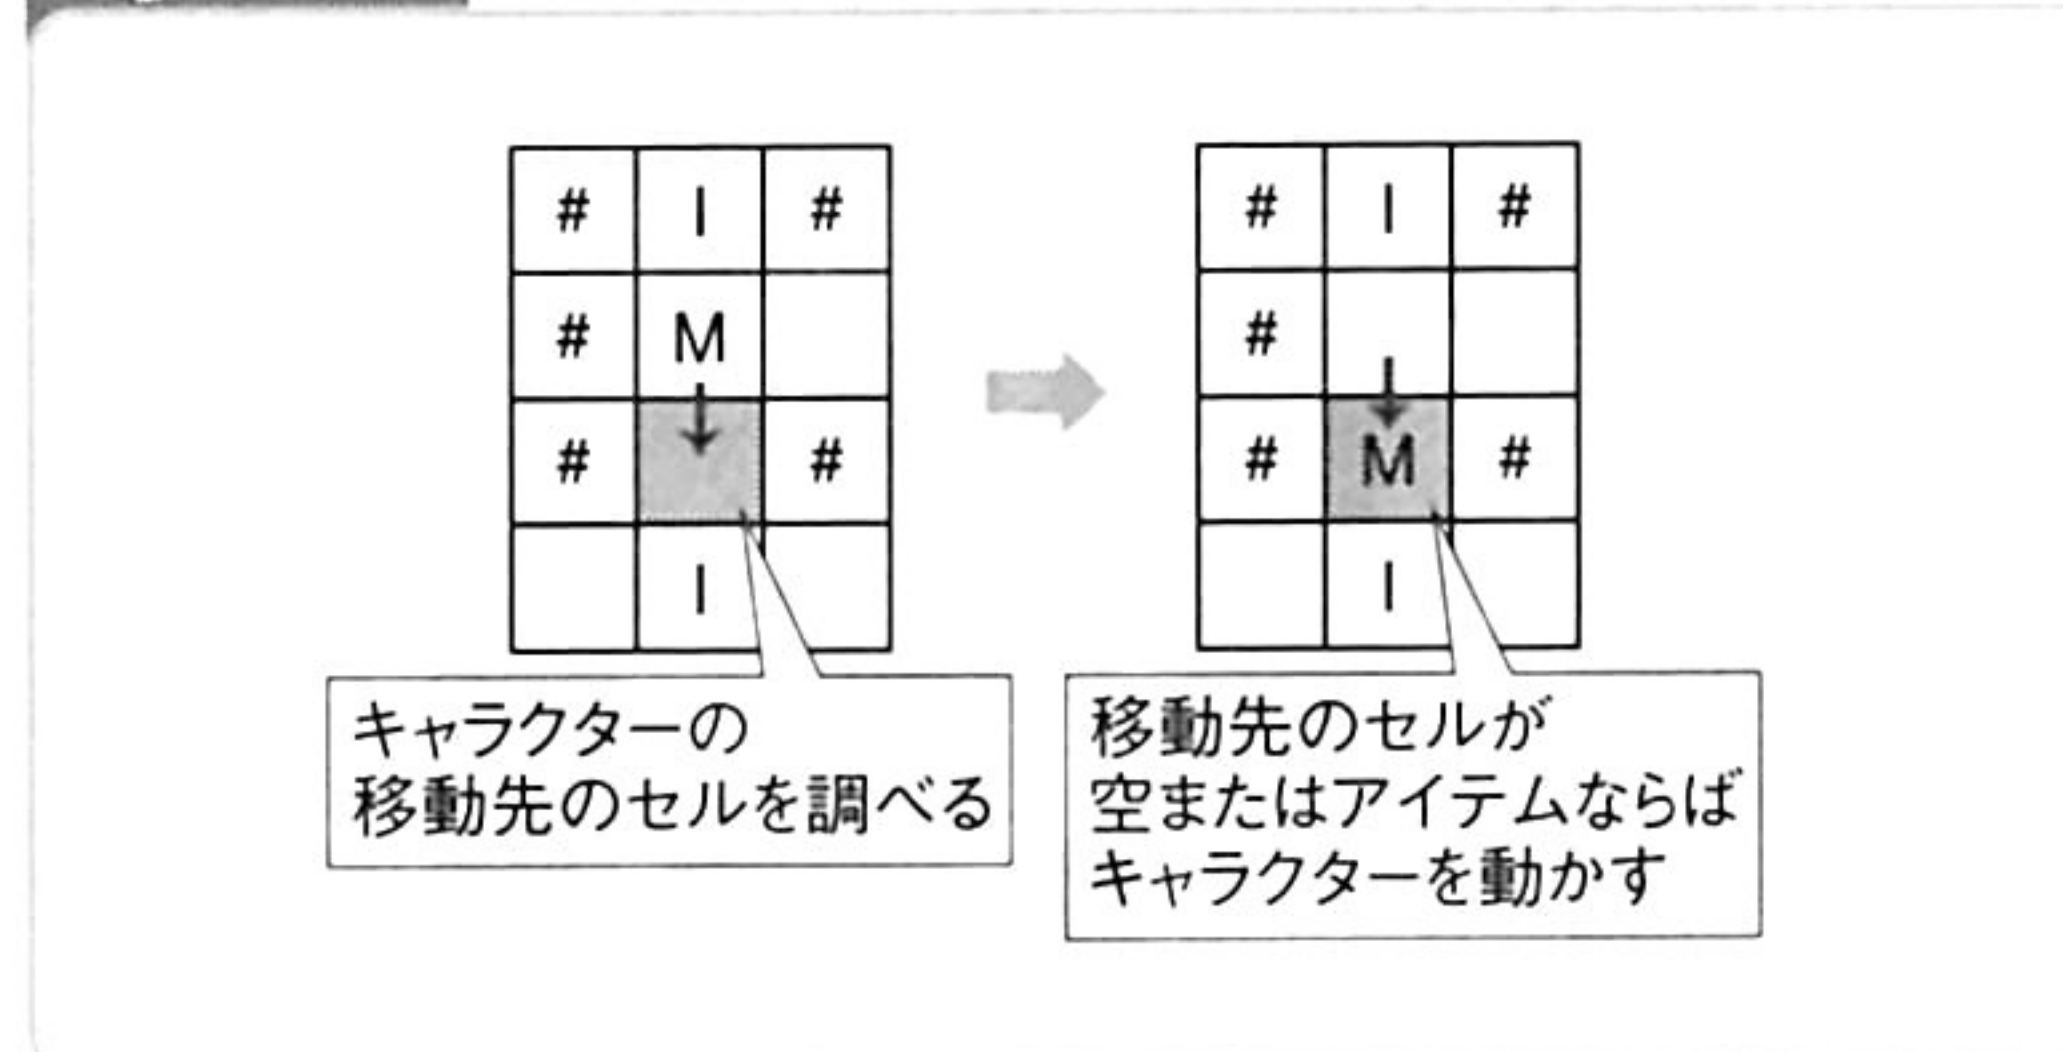 # I #
# M
# #
I
# I #
#
# M #
I
キャラクターの
移動先のセルを調べる
移動先のセルが
空またはアイテムならば
キャラクターを動かす